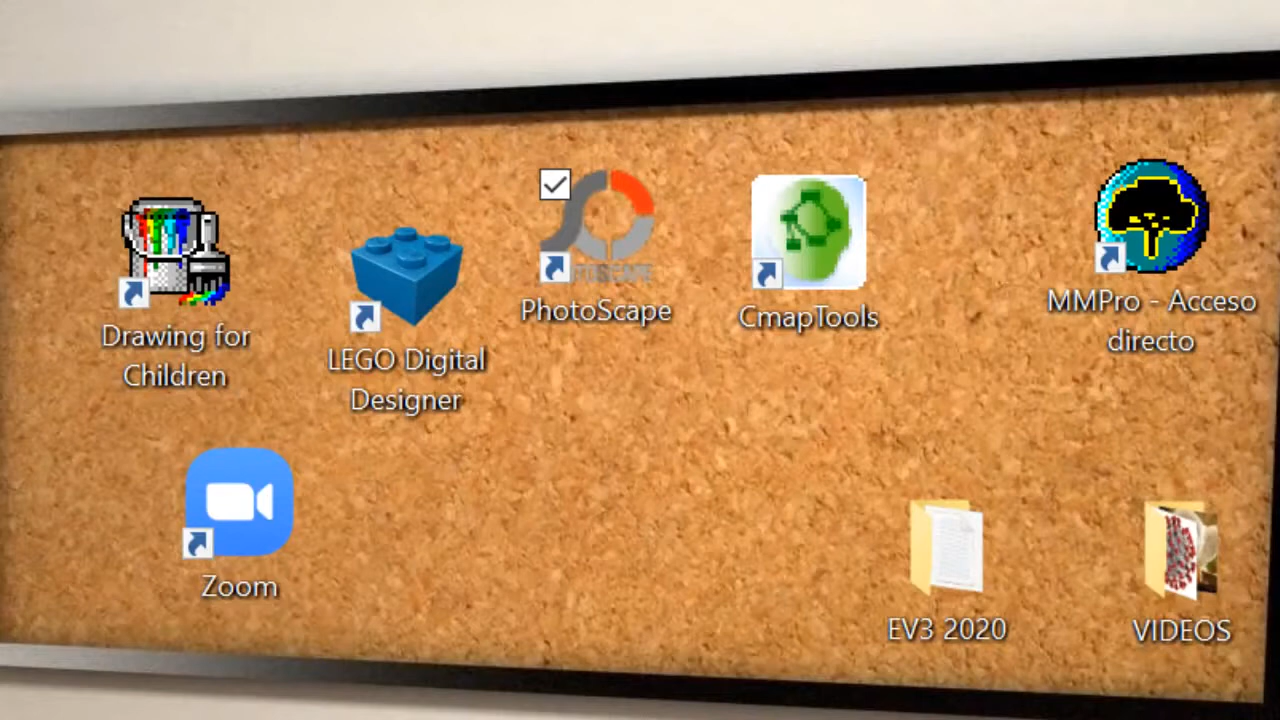 Drawing for
Children
LEGO Digital
Designer
PhotoScape
CmapTools
MMPro - Acceso
directo
Zoom
EV3 2020
VIDEOS